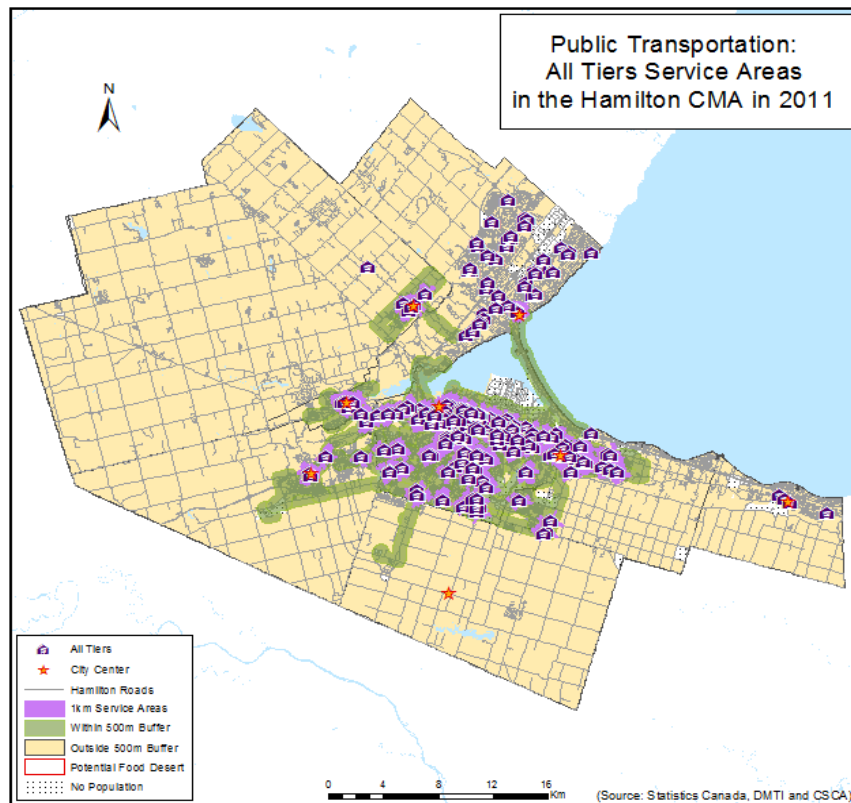 Public Transportation:
All Tiers Service Areas
in the Hamilton CMA in 2011
N
All Tiers
City Center
Hamilton Roads
1km Service Areas
Within 500m Buffer
Outside 500m Buffer
Potential Food Desert
No Population
0 2 4 8 12 16
Km
(Source: Statistics Canada, DMTI and CSCA)